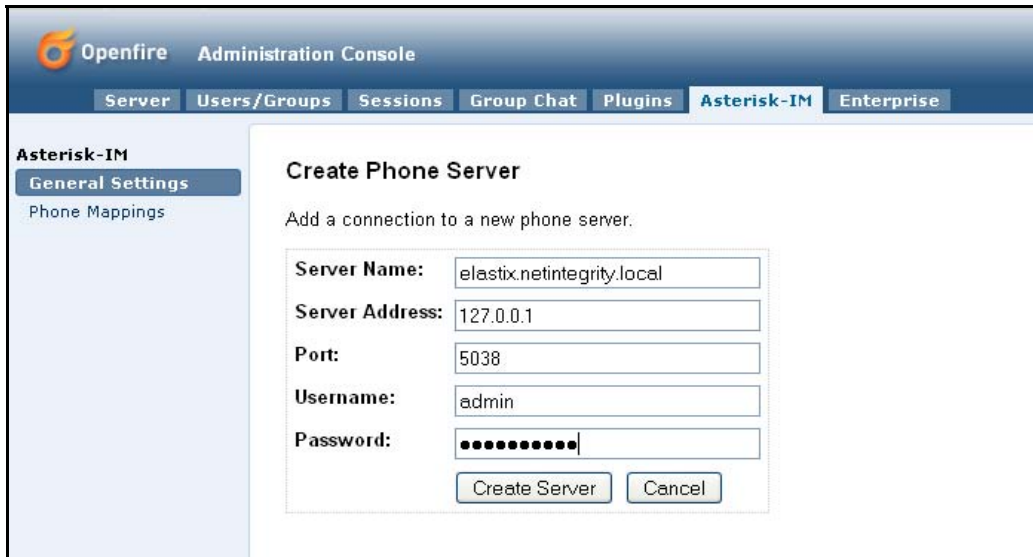 Openfire Administration Console
Server Users/Groups Sessions Group Chat Plugins Asterisk-IM Enterprise
Asterisk-IM
General Settings
Phone Mappings
Create Phone Server
Add a connection to a new phone server.
Server Name: elastix.netintegrity.local
Server Address: 127.0.0.1
Port: 5038
Username: admin
Password: ●●●●●●●●●●
Create Server Cancel